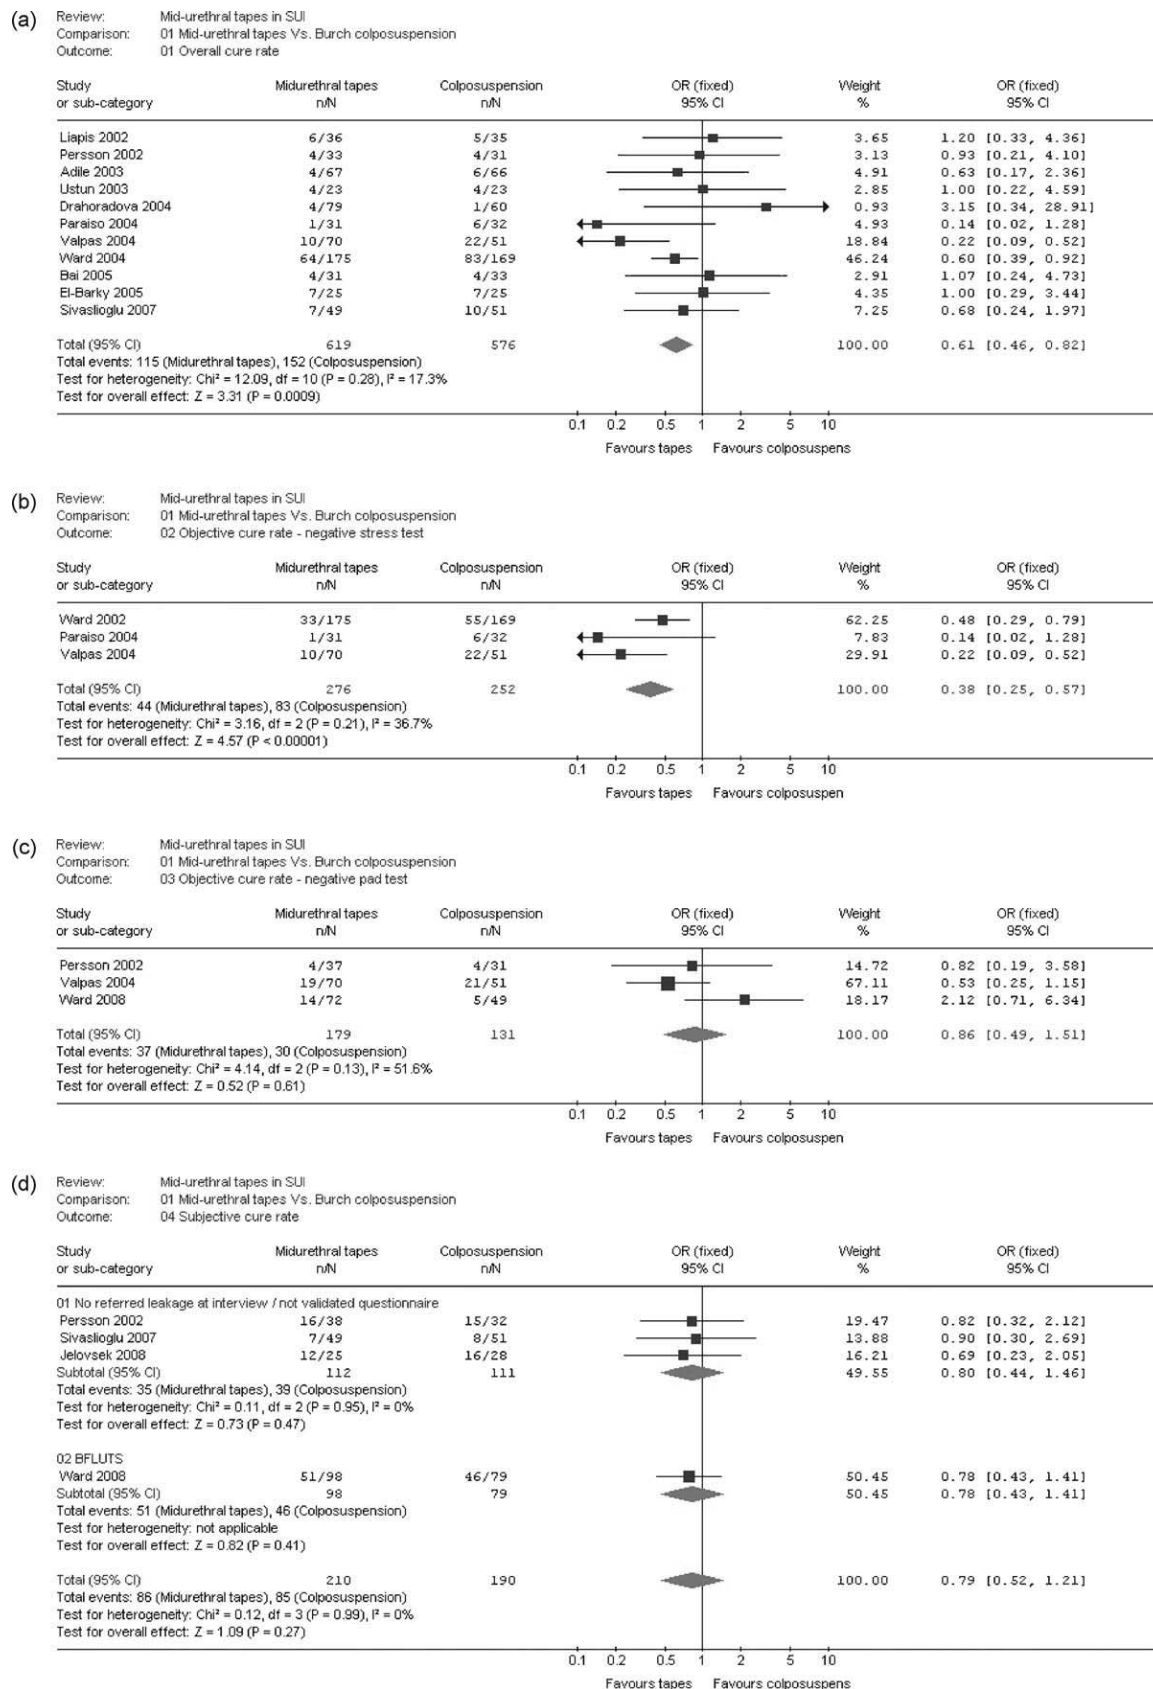 (a) Review: Mid-urethral tapes in SUI
Comparison: 01 Mid-urethral tapes Vs. Burch colposuspension
Outcome: 01 Overall cure rate
Study Midurethral tapes Colposuspension OR (fixed) Weight OR (fixed)
or sub-category n/N n/N 95% CI % 95% CI
Liapis 2002 6/36 5/35 3.65 1.20 [0.33, 4.36]
Persson 2002 4/33 4/31 3.13 0.93 [0.21, 4.10]
Adile 2003 4/67 6/66 4.91 0.63 [0.17, 2.36]
Ustun 2003 4/23 4/23 2.85 1.00 [0.22, 4.59]
Drahoradova 2004 4/79 1/60 0.93 3.15 [0.34, 28.91]
Paraiso 2004 1/31 6/32 4.93 0.14 [0.02, 1.28]
Valpas 2004 10/70 22/51 18.84 0.22 [0.09, 0.52]
Ward 2004 64/175 83/169 46.24 0.60 [0.39, 0.92]
Bai 2005 4/31 4/33 2.91 1.07 [0.24, 4.73]
El-Barky 2005 7/25 7/25 4.35 1.00 [0.29, 3.44]
Sivaslioglu 2007 7/49 10/51 7.25 0.68 [0.24, 1.97]
Total (95% CI) 619 576 100.00 0.61 [0.46, 0.82]
Total events: 115 (Midurethral tapes), 152 (Colposuspension)
Test for heterogeneity: Chi² = 12.09, df = 10 (P = 0.28), I² = 17.3%
Test for overall effect: Z = 3.31 (P = 0.0009)
0.1 0.2 0.5 1 2 5 10
Favours tapes Favours colposuspens
(b) Review: Mid-urethral tapes in SUI
Comparison: 01 Mid-urethral tapes Vs. Burch colposuspension
Outcome: 02 Objective cure rate - negative stress test
Study Midurethral tapes Colposuspension OR (fixed) Weight OR (fixed)
or sub-category n/N n/N 95% CI % 95% CI
Ward 2002 33/175 55/169 62.25 0.48 [0.29, 0.79]
Paraiso 2004 1/31 6/32 7.83 0.14 [0.02, 1.28]
Valpas 2004 10/70 22/51 29.91 0.22 [0.09, 0.52]
Total (95% CI) 276 252 100.00 0.38 [0.25, 0.57]
Total events: 44 (Midurethral tapes), 83 (Colposuspension)
Test for heterogeneity: Chi² = 3.16, df = 2 (P = 0.21), I² = 36.7%
Test for overall effect: Z = 4.57 (P < 0.00001)
0.1 0.2 0.5 1 2 5 10
Favours tapes Favours colposuspen
(c) Review: Mid-urethral tapes in SUI
Comparison: 01 Mid-urethral tapes Vs. Burch colposuspension
Outcome: 03 Objective cure rate - negative pad test
Study Midurethral tapes Colposuspension OR (fixed) Weight OR (fixed)
or sub-category n/N n/N 95% CI % 95% CI
Persson 2002 4/37 4/31 14.72 0.82 [0.19, 3.58]
Valpas 2004 19/70 21/51 67.11 0.53 [0.25, 1.15]
Ward 2008 14/72 5/49 18.17 2.12 [0.71, 6.34]
Total (95% CI) 179 131 100.00 0.86 [0.49, 1.51]
Total events: 37 (Midurethral tapes), 30 (Colposuspension)
Test for heterogeneity: Chi² = 4.14, df = 2 (P = 0.13), I² = 51.6%
Test for overall effect: Z = 0.52 (P = 0.61)
0.1 0.2 0.5 1 2 5 10
Favours tapes Favours colposuspen
(d) Review: Mid-urethral tapes in SUI
Comparison: 01 Mid-urethral tapes Vs. Burch colposuspension
Outcome: 04 Subjective cure rate
Study Midurethral tapes Colposuspension OR (fixed) Weight OR (fixed)
or sub-category n/N n/N 95% CI % 95% CI
01 No referred leakage at interview / not validated questionnaire
Persson 2002 16/38 15/32 19.47 0.82 [0.32, 2.12]
Sivaslioglu 2007 7/49 8/51 13.88 0.90 [0.30, 2.69]
Jelovsek 2008 12/25 16/28 16.21 0.69 [0.23, 2.05]
Subtotal (95% CI) 112 111 49.55 0.80 [0.44, 1.46]
Total events: 35 (Midurethral tapes), 39 (Colposuspension)
Test for heterogeneity: Chi² = 0.11, df = 2 (P = 0.95), I² = 0%
Test for overall effect: Z = 0.73 (P = 0.47)
02 BFLUTS
Ward 2008 51/98 46/79 50.45 0.78 [0.43, 1.41]
Subtotal (95% CI) 98 79 50.45 0.78 [0.43, 1.41]
Total events: 51 (Midurethral tapes), 46 (Colposuspension)
Test for heterogeneity: not applicable
Test for overall effect: Z = 0.82 (P = 0.41)
Total (95% CI) 210 190 100.00 0.79 [0.52, 1.21]
Total events: 86 (Midurethral tapes), 85 (Colposuspension)
Test for heterogeneity: Chi² = 0.12, df = 3 (P = 0.99), I² = 0%
Test for overall effect: Z = 1.09 (P = 0.27)
0.1 0.2 0.5 1 2 5 10
Favours tapes Favours colposuspens